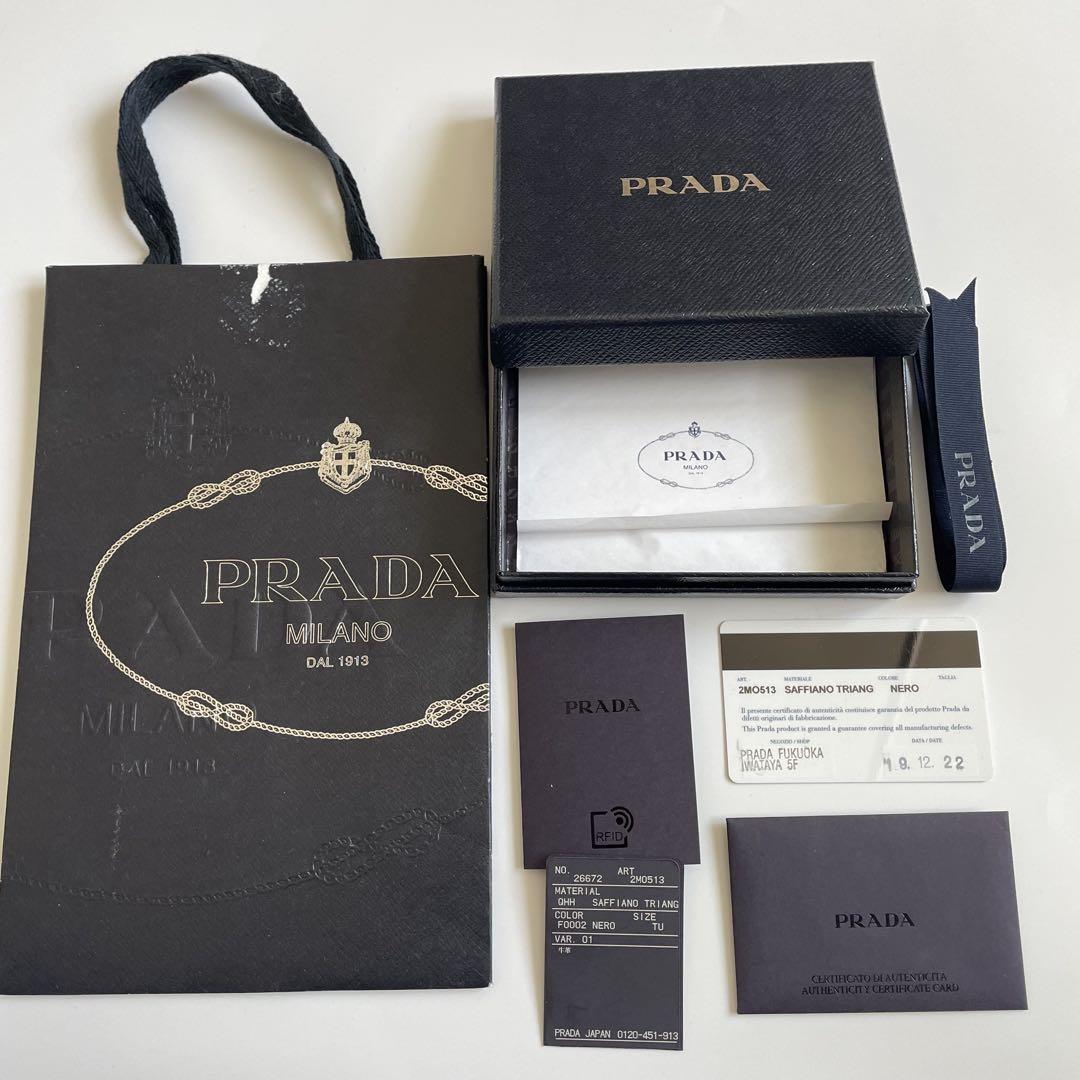 PRADA
MILANO
DAL 1913
PRADA
MILANO
DAL 1913
PRADA
PRADA
MILANO
DAL 1913
PRADA
PRADA
RFID
NO. 26672 ART 2MO513
MATERIAL
QHH SAFFIANO TRIANG
COLOR SIZE
F0002 NERO TU
VAR. 01
牛革
PRADA JAPAN 0120-451-913
ART. MATERIALE COLORE TAGLIA
2MO513 SAFFIANO TRIANG NERO
Il presente certificato di autenticità costituisce garanzia del prodotto Prada da
difetti originari di fabbricazione.
This Prada product is granted a guarantee covering all manufacturing defects.
NEGOZIO / SHOP DATA / DATE
PRADA FUKUOKA
IWATAYA 5F
19. 12. 22
PRADA
CERTIFICATO DI AUTENTICITÀ
AUTHENTICITY CERTIFICATE CARD